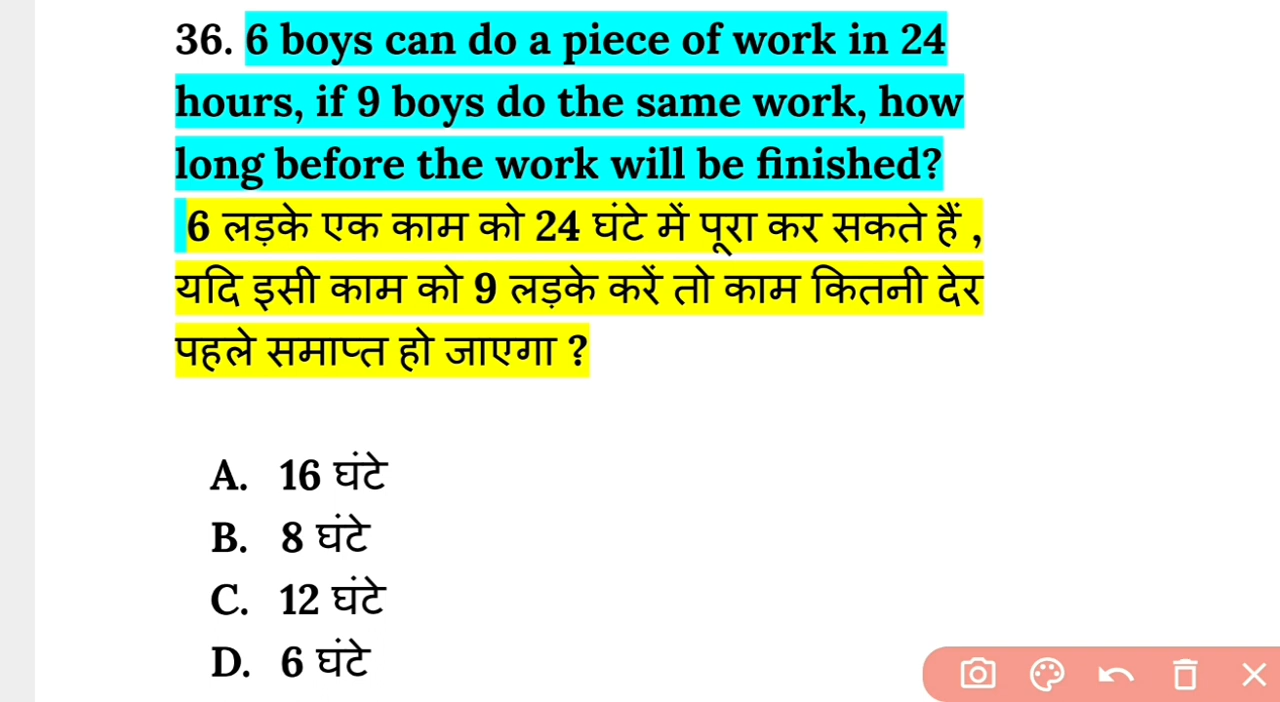 36. 6 boys can do a piece of work in 24
hours, if 9 boys do the same work, how
long before the work will be finished?
6 लड़के एक काम को 24 घंटे में पूरा कर सकते हैं ,
यदि इसी काम को 9 लड़के करें तो काम कितनी देर
पहले समाप्त हो जाएगा ?
A. 16 घंटे
B. 8 घंटे
C. 12 घंटे
D. 6 घंटे